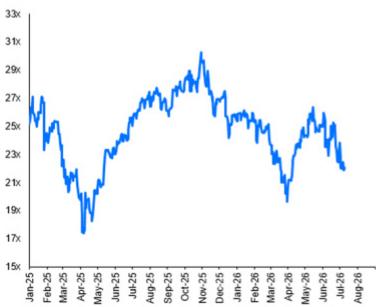 33x
31x
29x
27x
25x
23x
21x
19x
17x
15x
Jan-25
Feb-25
Mar-25
Apr-25
May-25
Jun-25
Jul-25
Aug-25
Sep-25
Oct-25
Nov-25
Dec-25
Jan-26
Feb-26
Mar-26
Apr-26
May-26
Jun-26
Jul-26
Aug-26